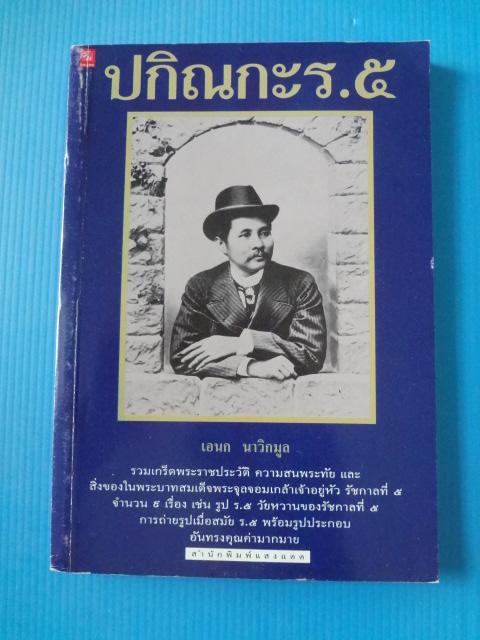 ปกิณกะร.๕
เอนก นาวิกมูล
รวมเกร็ดพระราชประวัติ ความสนพระทัย และ
สิ่งของในพระบาทสมเด็จพระจุลจอมเกล้าเจ้าอยู่หัว รัชกาลที่ ๕
จำนวน ๙ เรื่อง เช่น รูป ร.๕ วัยหวานของรัชกาลที่ ๕
การถ่ายรูปเมื่อสมัย ร.๕ พร้อมรูปประกอบ
อันทรงคุณค่ามากมาย
สำนักพิมพ์แสงแดด